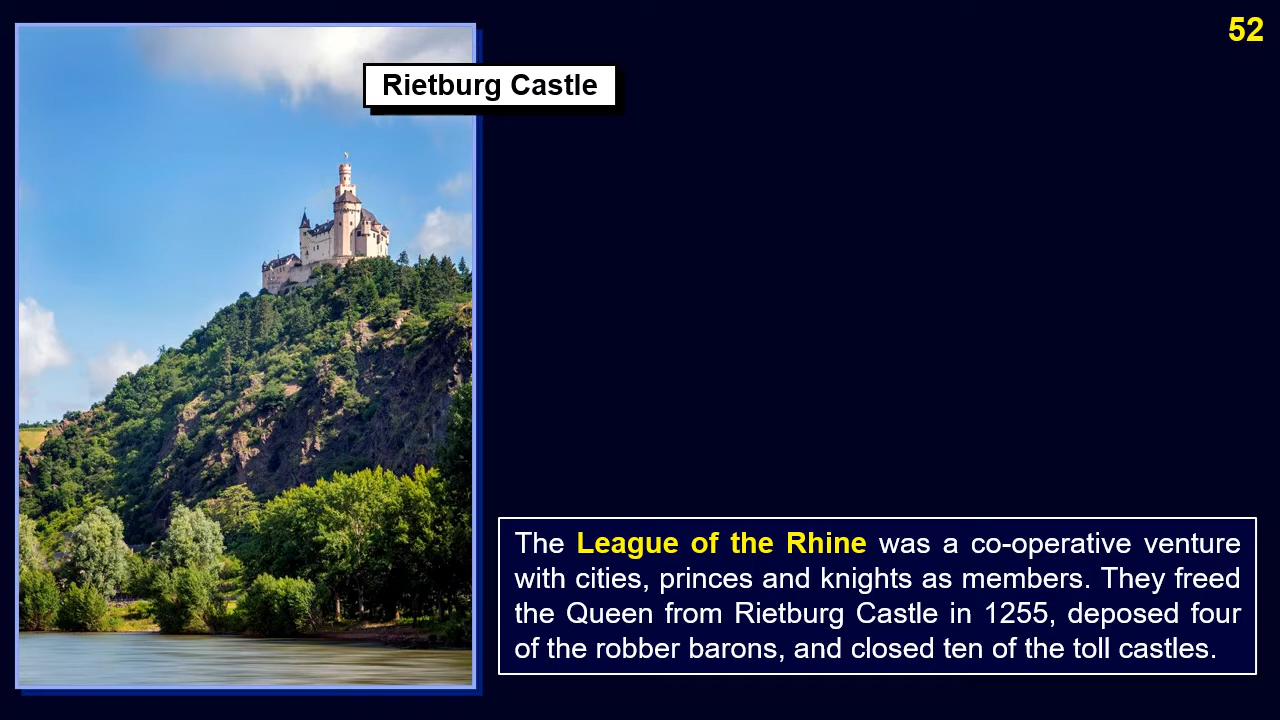 52
Rietburg Castle
The League of the Rhine was a co-operative venture
with cities, princes and knights as members. They freed
the Queen from Rietburg Castle in 1255, deposed four
of the robber barons, and closed ten of the toll castles.